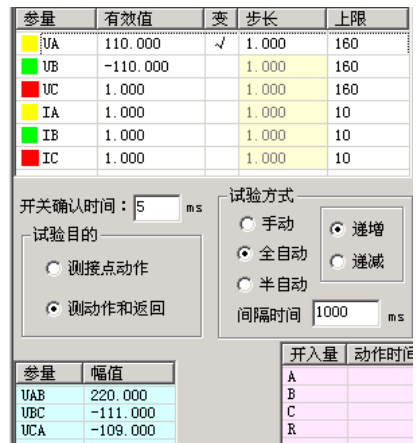 参量 有效值 变 步长 上限
UA 110.000 √ 1.000 160
UB -110.000 1.000 160
UC 1.000 1.000 160
IA 1.000 1.000 10
IB 1.000 1.000 10
IC 1.000 1.000 10
开关确认时间：5 ms
试验目的
测接点动作
测动作和返回
试验方式
手动
全自动
半自动
递增
递减
间隔时间 1000 ms
参量 幅值
UAB 220.000
UBC -111.000
UCA -109.000
开入量 动作时间
A
B
C
R